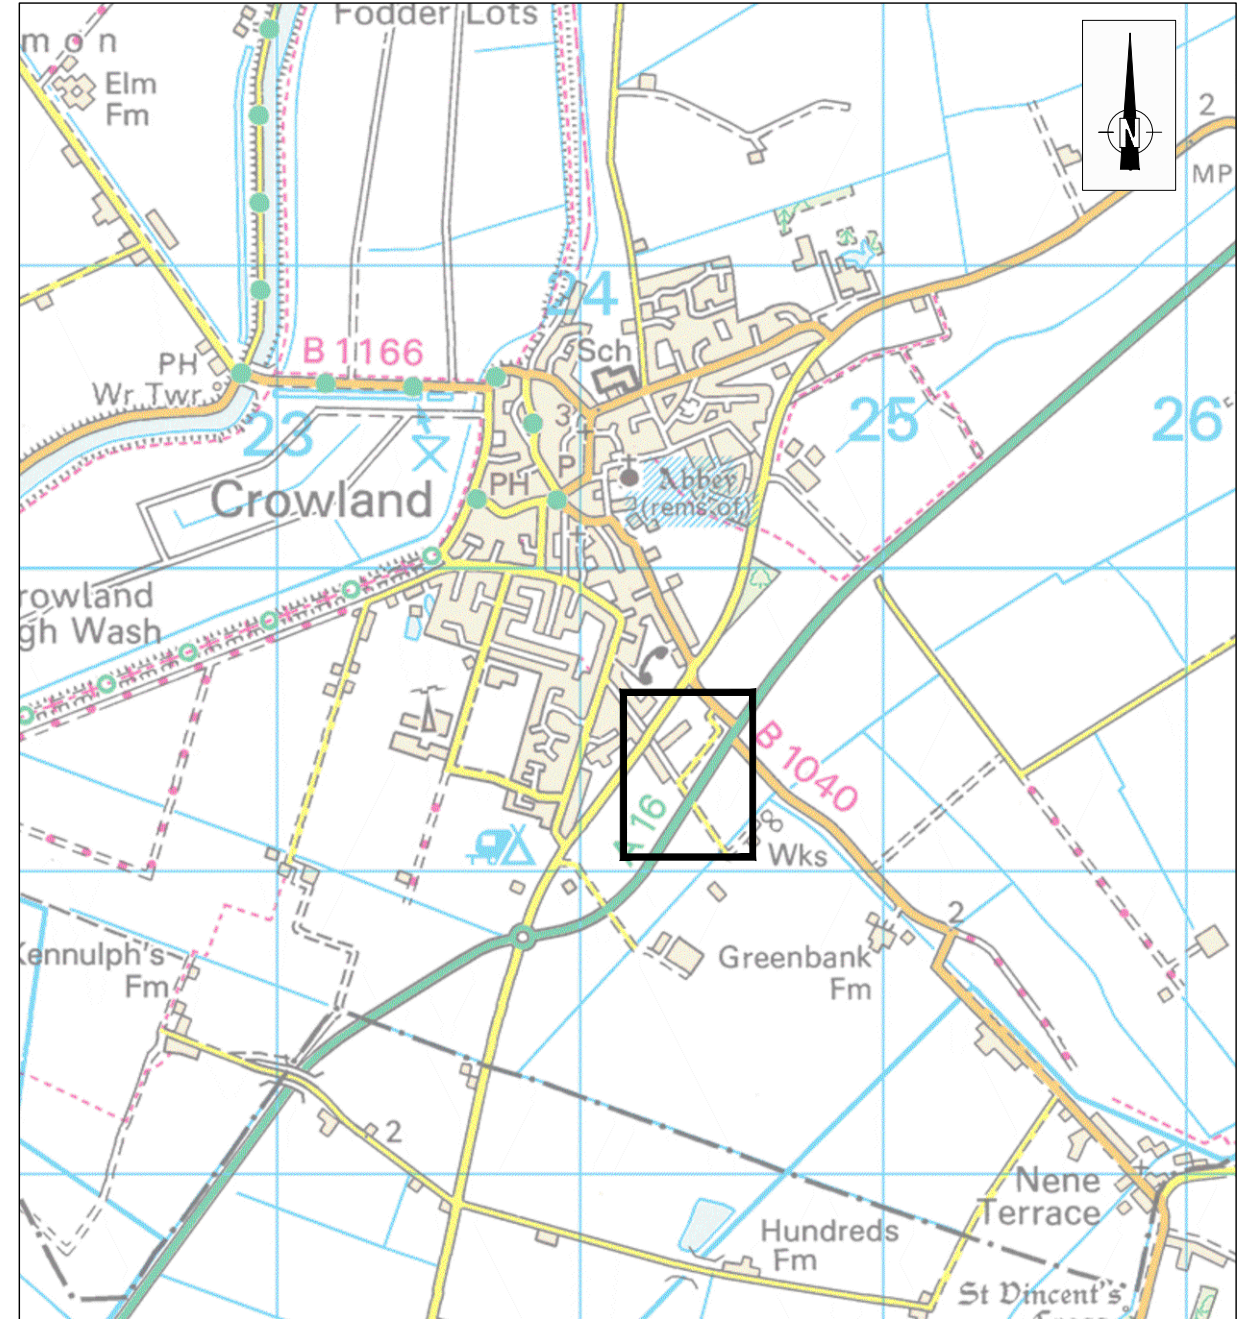 Fodder Lots
mon
Elm
Fm
N
2
MP
24
B 1166
Sch
PH
Wr Twr
23
25
26
3
P
PH
Abbey
(rems of)
Crowland
rowland
gh Wash
B 1040
A 16
Wks
2
Kennulph's
Fm
Greenbank
Fm
2
Nene
Terrace
Hundreds
Fm
St Vincent's
Cross